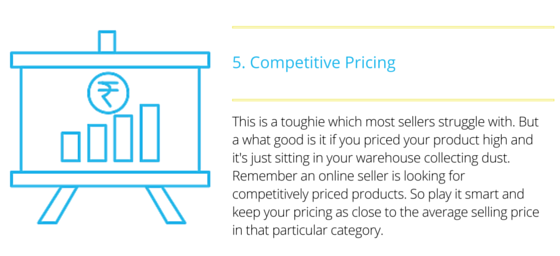 5. Competitive Pricing
This is a toughie which most sellers struggle with. But
a what good is it if you priced your product high and
it's just sitting in your warehouse collecting dust.
Remember an online seller is looking for
competitively priced products. So play it smart and
keep your pricing as close to the average selling price
in that particular category.
₹